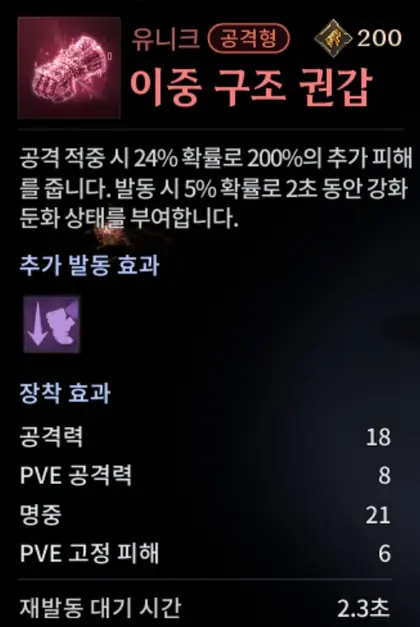 유니크 공격형 200
이중 구조 권갑
공격 적중 시 24% 확률로 200%의 추가 피해
를 줍니다. 발동 시 5% 확률로 2초 동안 강화
둔화 상태를 부여합니다.
추가 발동 효과
장착 효과
공격력 18
PVE 공격력 8
명중 21
PVE 고정 피해 6
재발동 대기 시간 2.3초